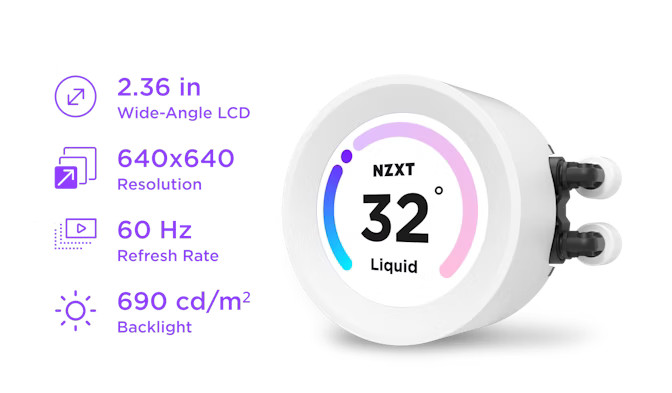 2.36 in
Wide-Angle LCD
640x640
Resolution
60 Hz
Refresh Rate
690 cd/m²
Backlight
NZXT
32°
Liquid